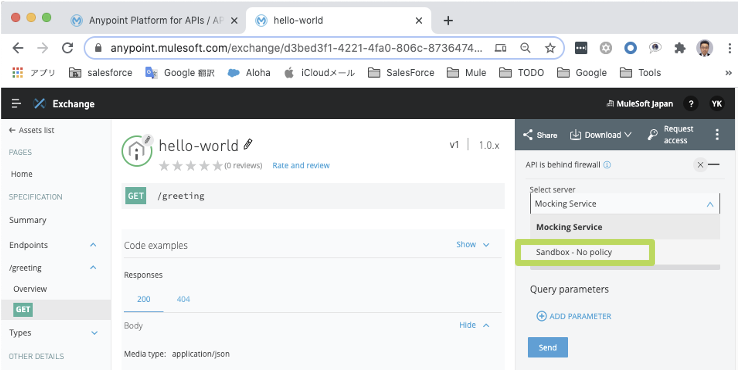 Anypoint Platform for APIs / AP
hello-world
anypoint.mulesoft.com/exchange/d3bed3f1-4221-4fa0-806c-8736474...
アプリ
salesforce
Google 翻訳
Aloha
iCloudメール
SalesForce
Mule
TODO
Google
Tools
Exchange
MuleSoft Japan
?
YK
Assets list
PAGES
Home
SPECIFICATION
Summary
Endpoints
/greeting
Overview
GET
Types
OTHER DETAILS
hello-world
(0 reviews)
Rate and review
v1
1.0.x
GET /greeting
Code examples
Show
Responses
200
404
Body
Hide
Media type: application/json
Share
Download
Request
access
API is behind firewall
Select server
Mocking Service
Mocking Service
Sandbox - No policy
Query parameters
ADD PARAMETER
Send